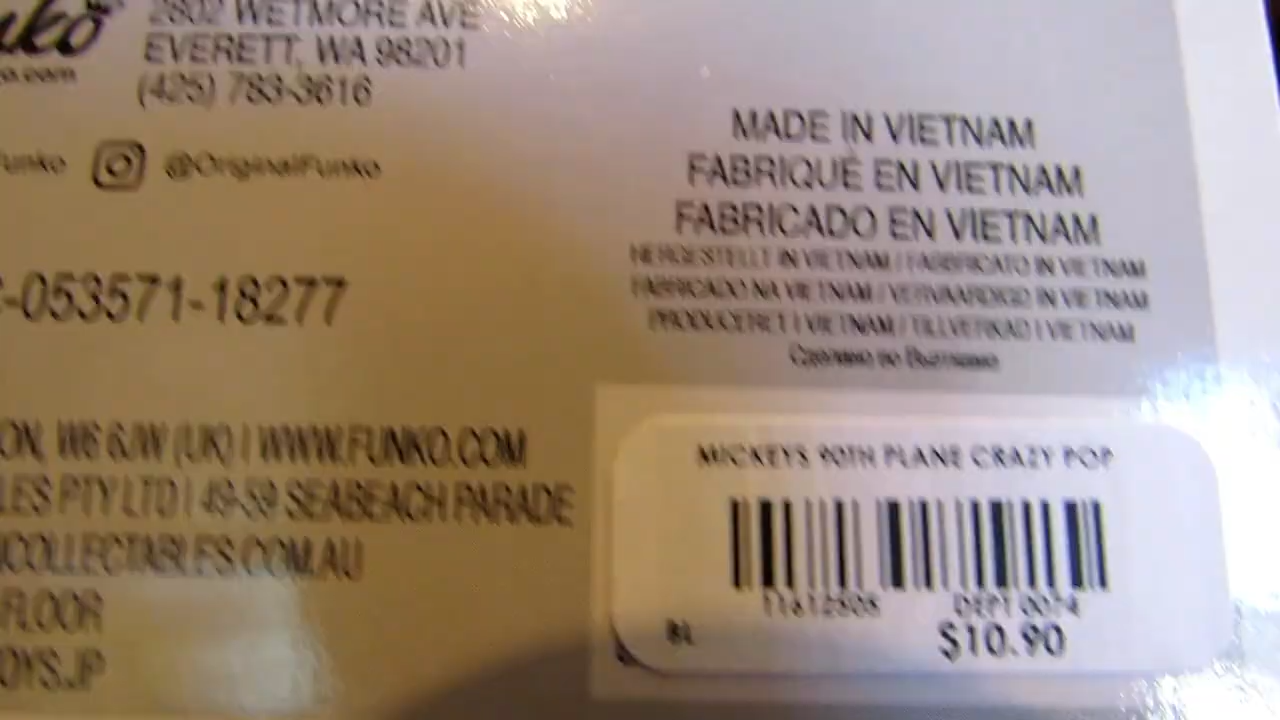 2802 WETMORE AVE
EVERETT, WA 98201
(425) 783-3616
@OriginalFunko
MADE IN VIETNAM
FABRIQUÉ EN VIETNAM
FABRICADO EN VIETNAM
HERGESTELLT IN VIETNAM / FABBRICATO IN VIETNAM
FABRICADO NA VIETNAM / VERVAARDIGD IN VIETNAM
PRODUCERET I VIETNAM / TILLVERKAD I VIETNAM
-053571-18277
ON, W6 6JW (UK) | WWW.FUNKO.COM
LES PTY LTD | 49-59 SEABEACH PARADE
COLLECTABLES.COM.AU
FLOOR
OYS.JP
MICKEYS 90TH PLANE CRAZY POP
11612505 DEPT 0074
BL $10.90